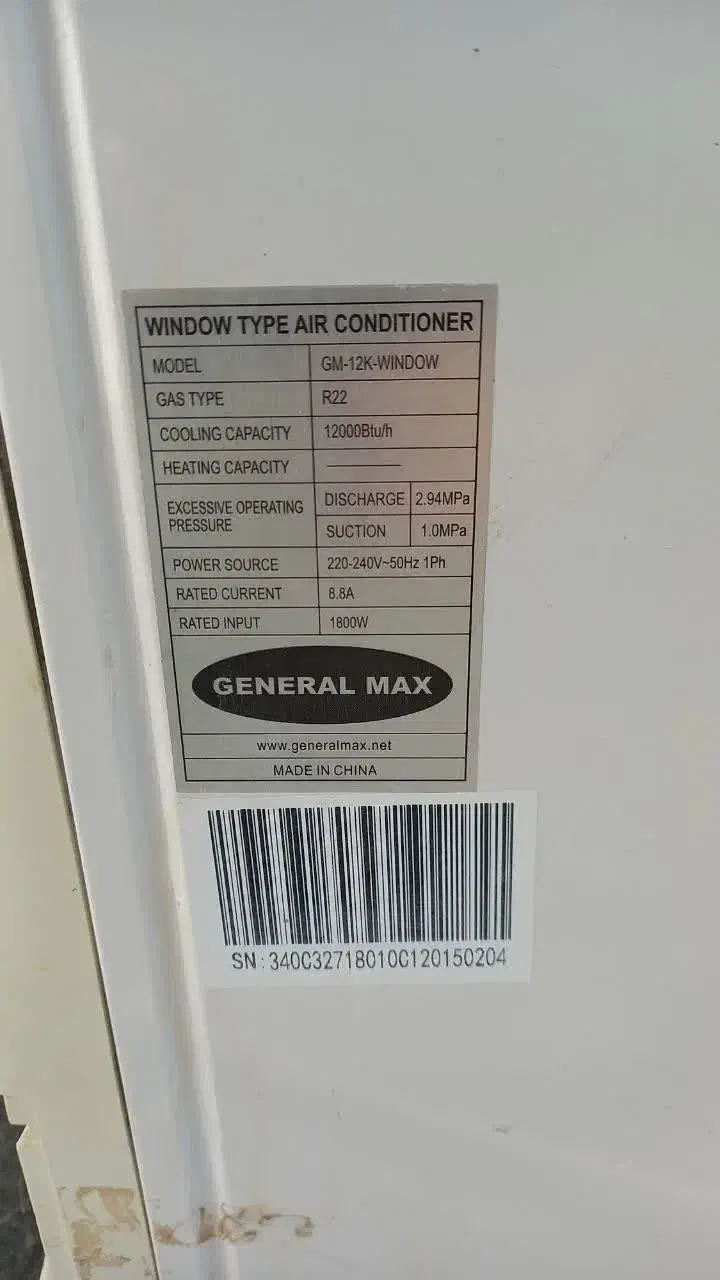 WINDOW TYPE AIR CONDITIONER
MODEL GM-12K-WINDOW
GAS TYPE R22
COOLING CAPACITY 12000Btu/h
HEATING CAPACITY ———
EXCESSIVE OPERATING PRESSURE DISCHARGE 2.94MPa
SUCTION 1.0MPa
POWER SOURCE 220-240V~50Hz 1Ph
RATED CURRENT 8.8A
RATED INPUT 1800W
GENERAL MAX
www.generalmax.net
MADE IN CHINA
SN:340C32718010C120150204